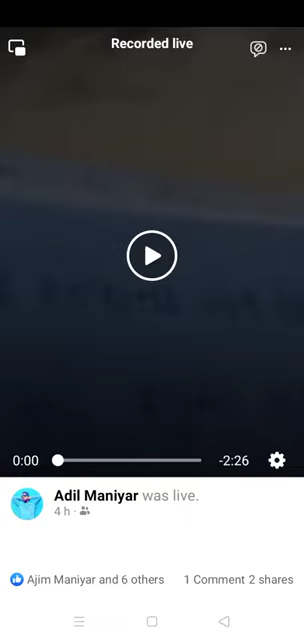 Recorded live
0:00
-2:26
Adil Maniyar was live.
4 h ·
Ajim Maniyar and 6 others 1 Comment 2 shares